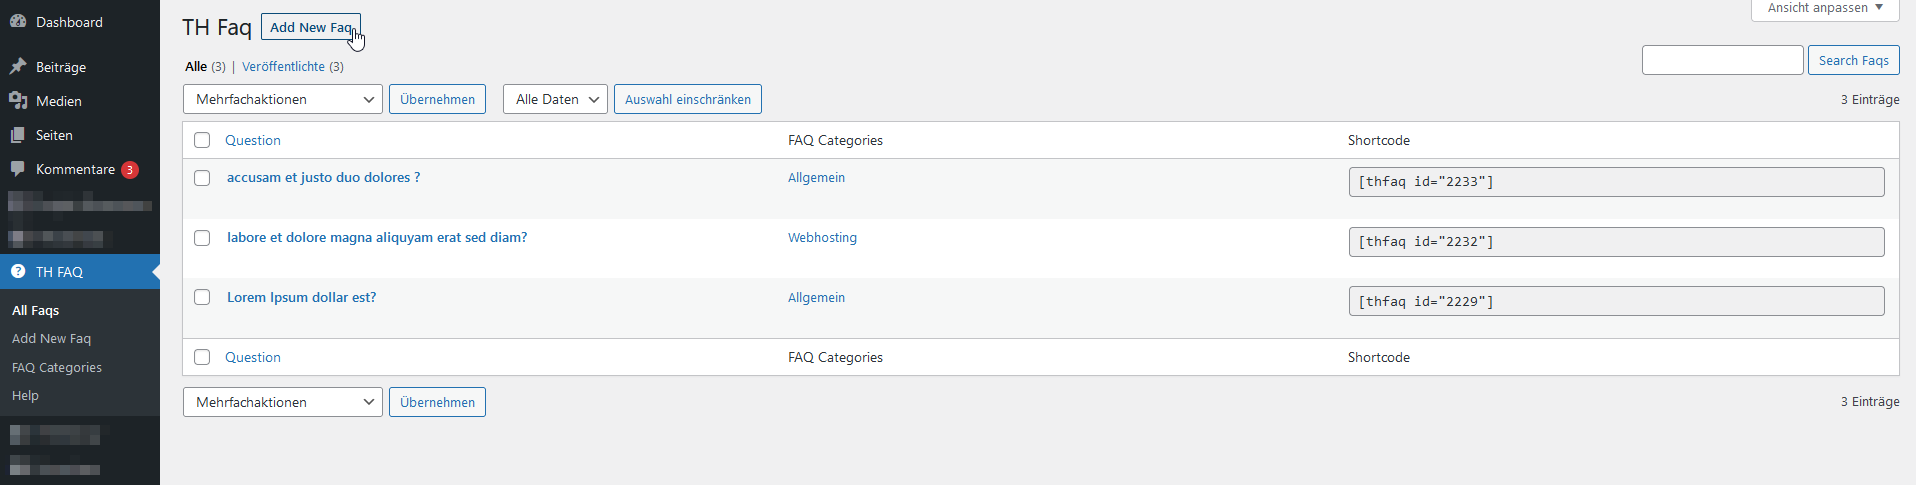 Dashboard
Beiträge
Medien
Seiten
Kommentare 3
TH FAQ
All Faqs
Add New Faq
FAQ Categories
Help
TH Faq Add New Faq
Ansicht anpassen
Alle (3) | Veröffentlichte (3)
Search Faqs
Mehrfachaktionen Übernehmen Alle Daten Auswahl einschränken
3 Einträge
Question FAQ Categories Shortcode
accusam et justo duo dolores ? Allgemein [thfaq id="2233"]
labore et dolore magna aliquyam erat sed diam? Webhosting [thfaq id="2232"]
Lorem Ipsum dollar est? Allgemein [thfaq id="2229"]
Question FAQ Categories Shortcode
Mehrfachaktionen Übernehmen
3 Einträge